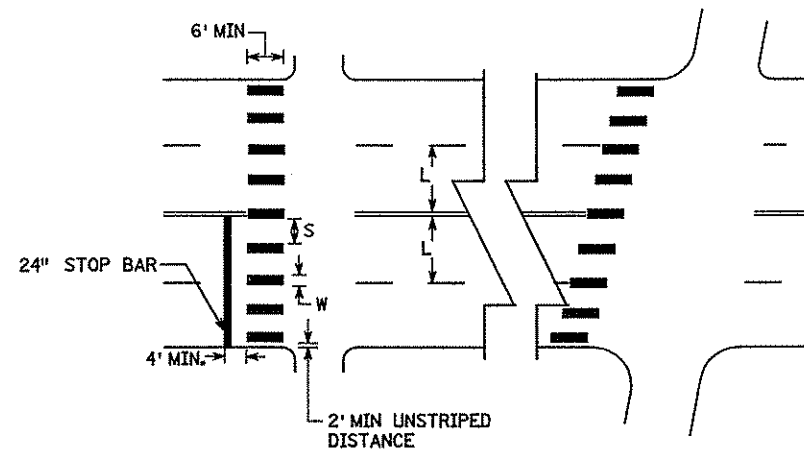 6' MIN
L
S
L
24" STOP BAR
W
4' MIN.
2' MIN UNSTRIPED
DISTANCE